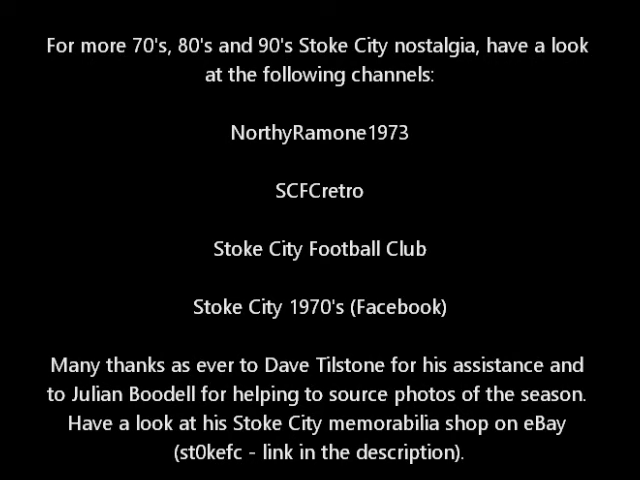 For more 70's, 80's and 90's Stoke City nostalgia, have a look
at the following channels:
NorthyRamone1973
SCFCretro
Stoke City Football Club
Stoke City 1970's (Facebook)
Many thanks as ever to Dave Tilstone for his assistance and
to Julian Boodell for helping to source photos of the season.
Have a look at his Stoke City memorabilia shop on eBay
(st0kefc - link in the description).